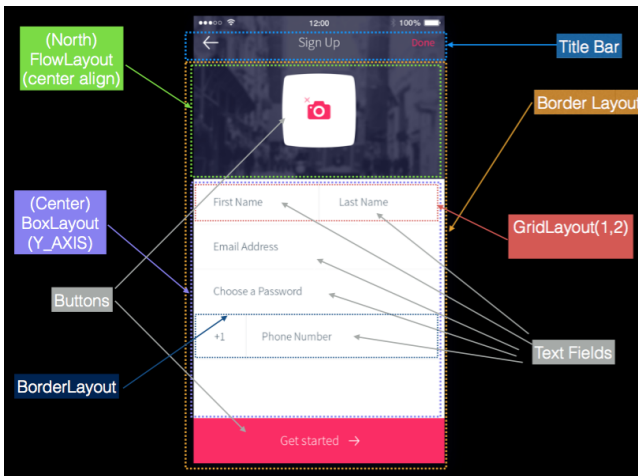 12:00
100%
(North)
FlowLayout
(center align)
Sign Up
Done
Title Bar
Border Layout
(Center)
BoxLayout
(Y_AXIS)
First Name
Last Name
GridLayout(1,2)
Email Address
Choose a Password
Buttons
+1
Phone Number
Text Fields
BorderLayout
Get started